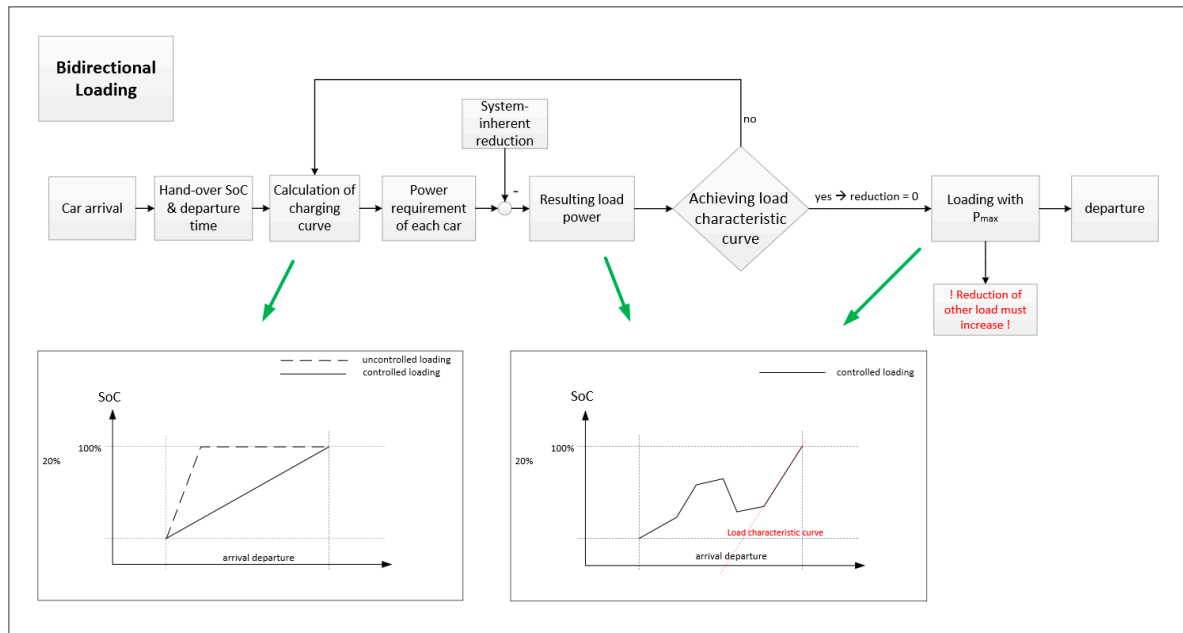 Bidirectional
Loading
System-
inherent
reduction
no
Car arrival
Hand-over SoC
& departure
time
Calculation of
charging
curve
Power
requirement
of each car
-
Resulting load
power
Achieving load
characteristic
curve
yes → reduction = 0
Loading with
Pmax
departure
! Reduction of
other load must
increase !
uncontrolled loading
controlled loading
SoC
100%
20%
arrival departure
controlled loading
SoC
100%
20%
Load characteristic curve
arrival departure